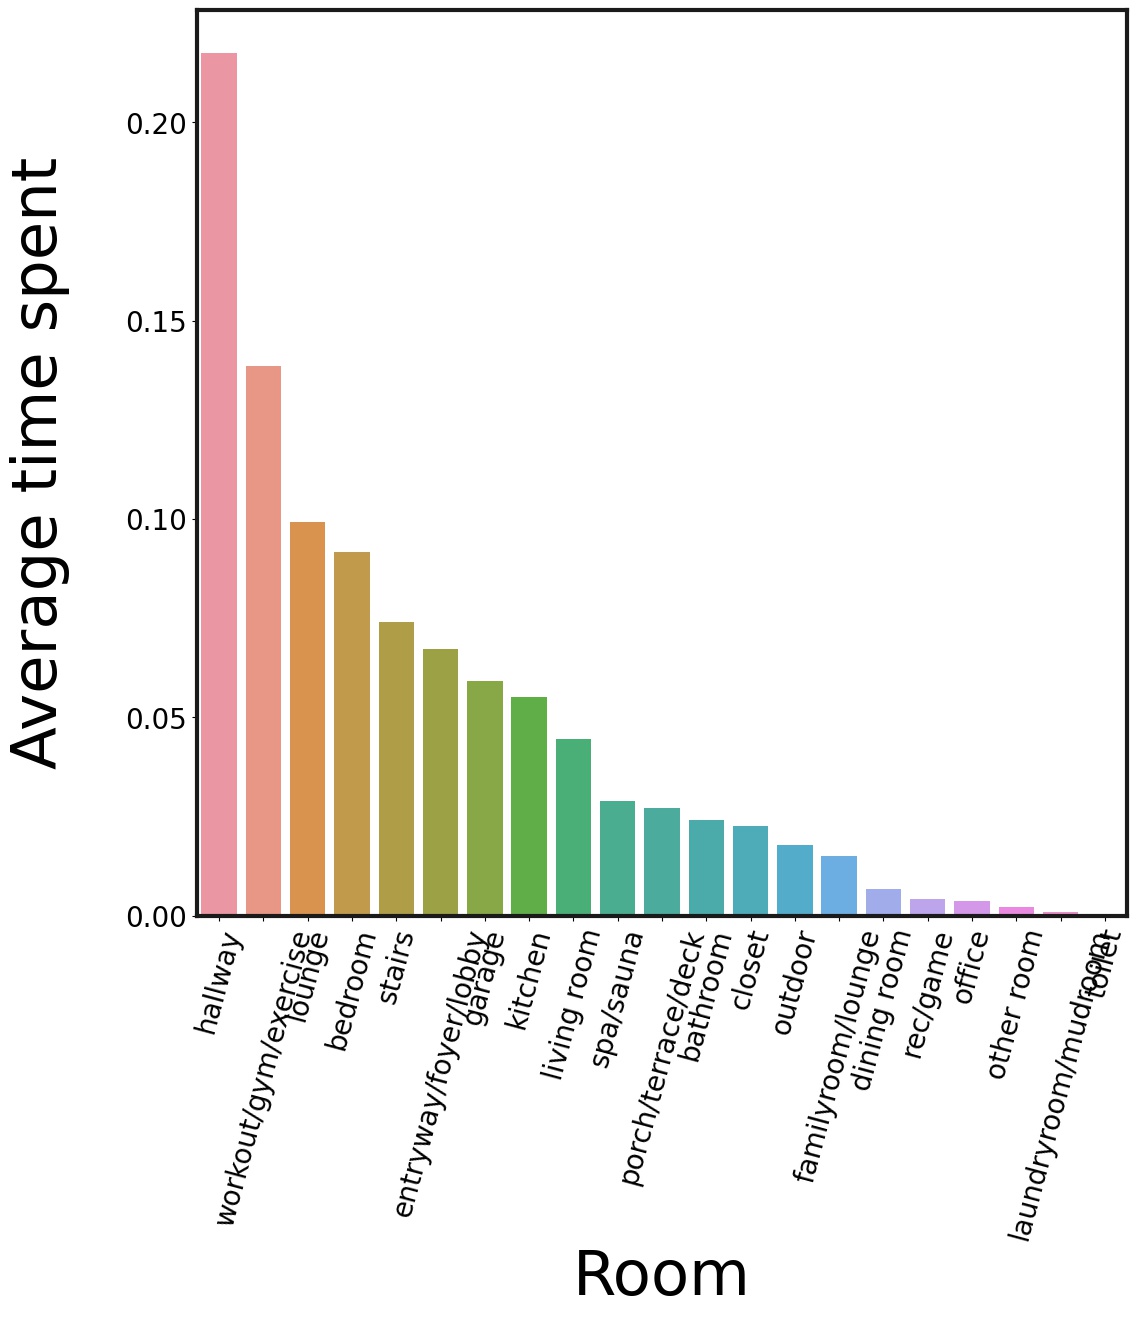 Average time spent
0.20
0.15
0.10
0.05
0.00
hallway
workout/gym/exercise
lounge
bedroom
stairs
entryway/foyer/lobby
garage
kitchen
living room
spa/sauna
porch/terrace/deck
bathroom
closet
outdoor
familyroom/lounge
dining room
rec/game
office
other room
laundryroom/mudroom
toilet
Room